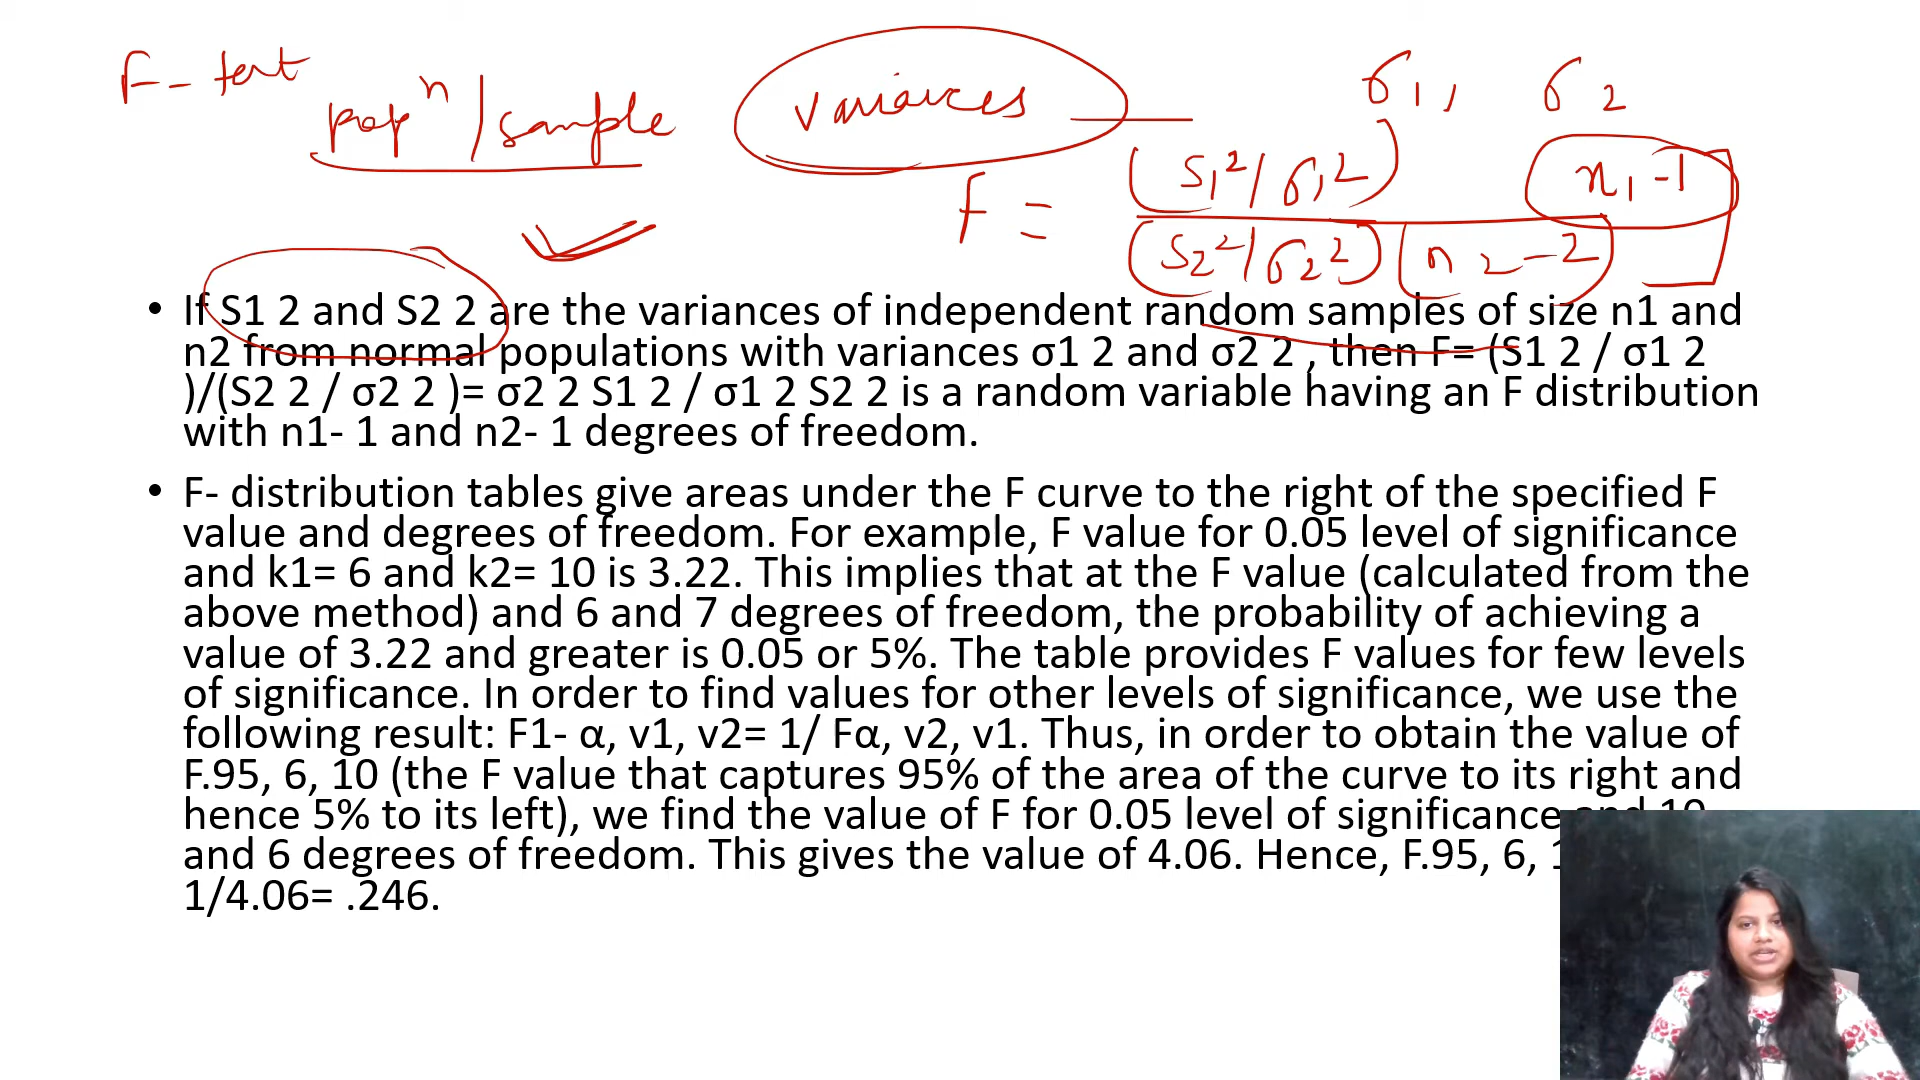 F - test
popⁿ / sample
variances
σ1, σ2
F = (S1²/σ1²) n1 -1
(S2²/σ2²) (n2 -2)
• If S1 2 and S2 2 are the variances of independent random samples of size n1 and
n2 from normal populations with variances σ1 2 and σ2 2 , then F= (S1 2 / σ1 2
)/(S2 2 / σ2 2 )= σ2 2 S1 2 / σ1 2 S2 2 is a random variable having an F distribution
with n1- 1 and n2- 1 degrees of freedom.
• F- distribution tables give areas under the F curve to the right of the specified F
value and degrees of freedom. For example, F value for 0.05 level of significance
and k1= 6 and k2= 10 is 3.22. This implies that at the F value (calculated from the
above method) and 6 and 7 degrees of freedom, the probability of achieving a
value of 3.22 and greater is 0.05 or 5%. The table provides F values for few levels
of significance. In order to find values for other levels of significance, we use the
following result: F1- α, v1, v2= 1/ Fα, v2, v1. Thus, in order to obtain the value of
F.95, 6, 10 (the F value that captures 95% of the area of the curve to its right and
hence 5% to its left), we find the value of F for 0.05 level of significance and 10
and 6 degrees of freedom. This gives the value of 4.06. Hence, F.95, 6,
1/4.06= .246.